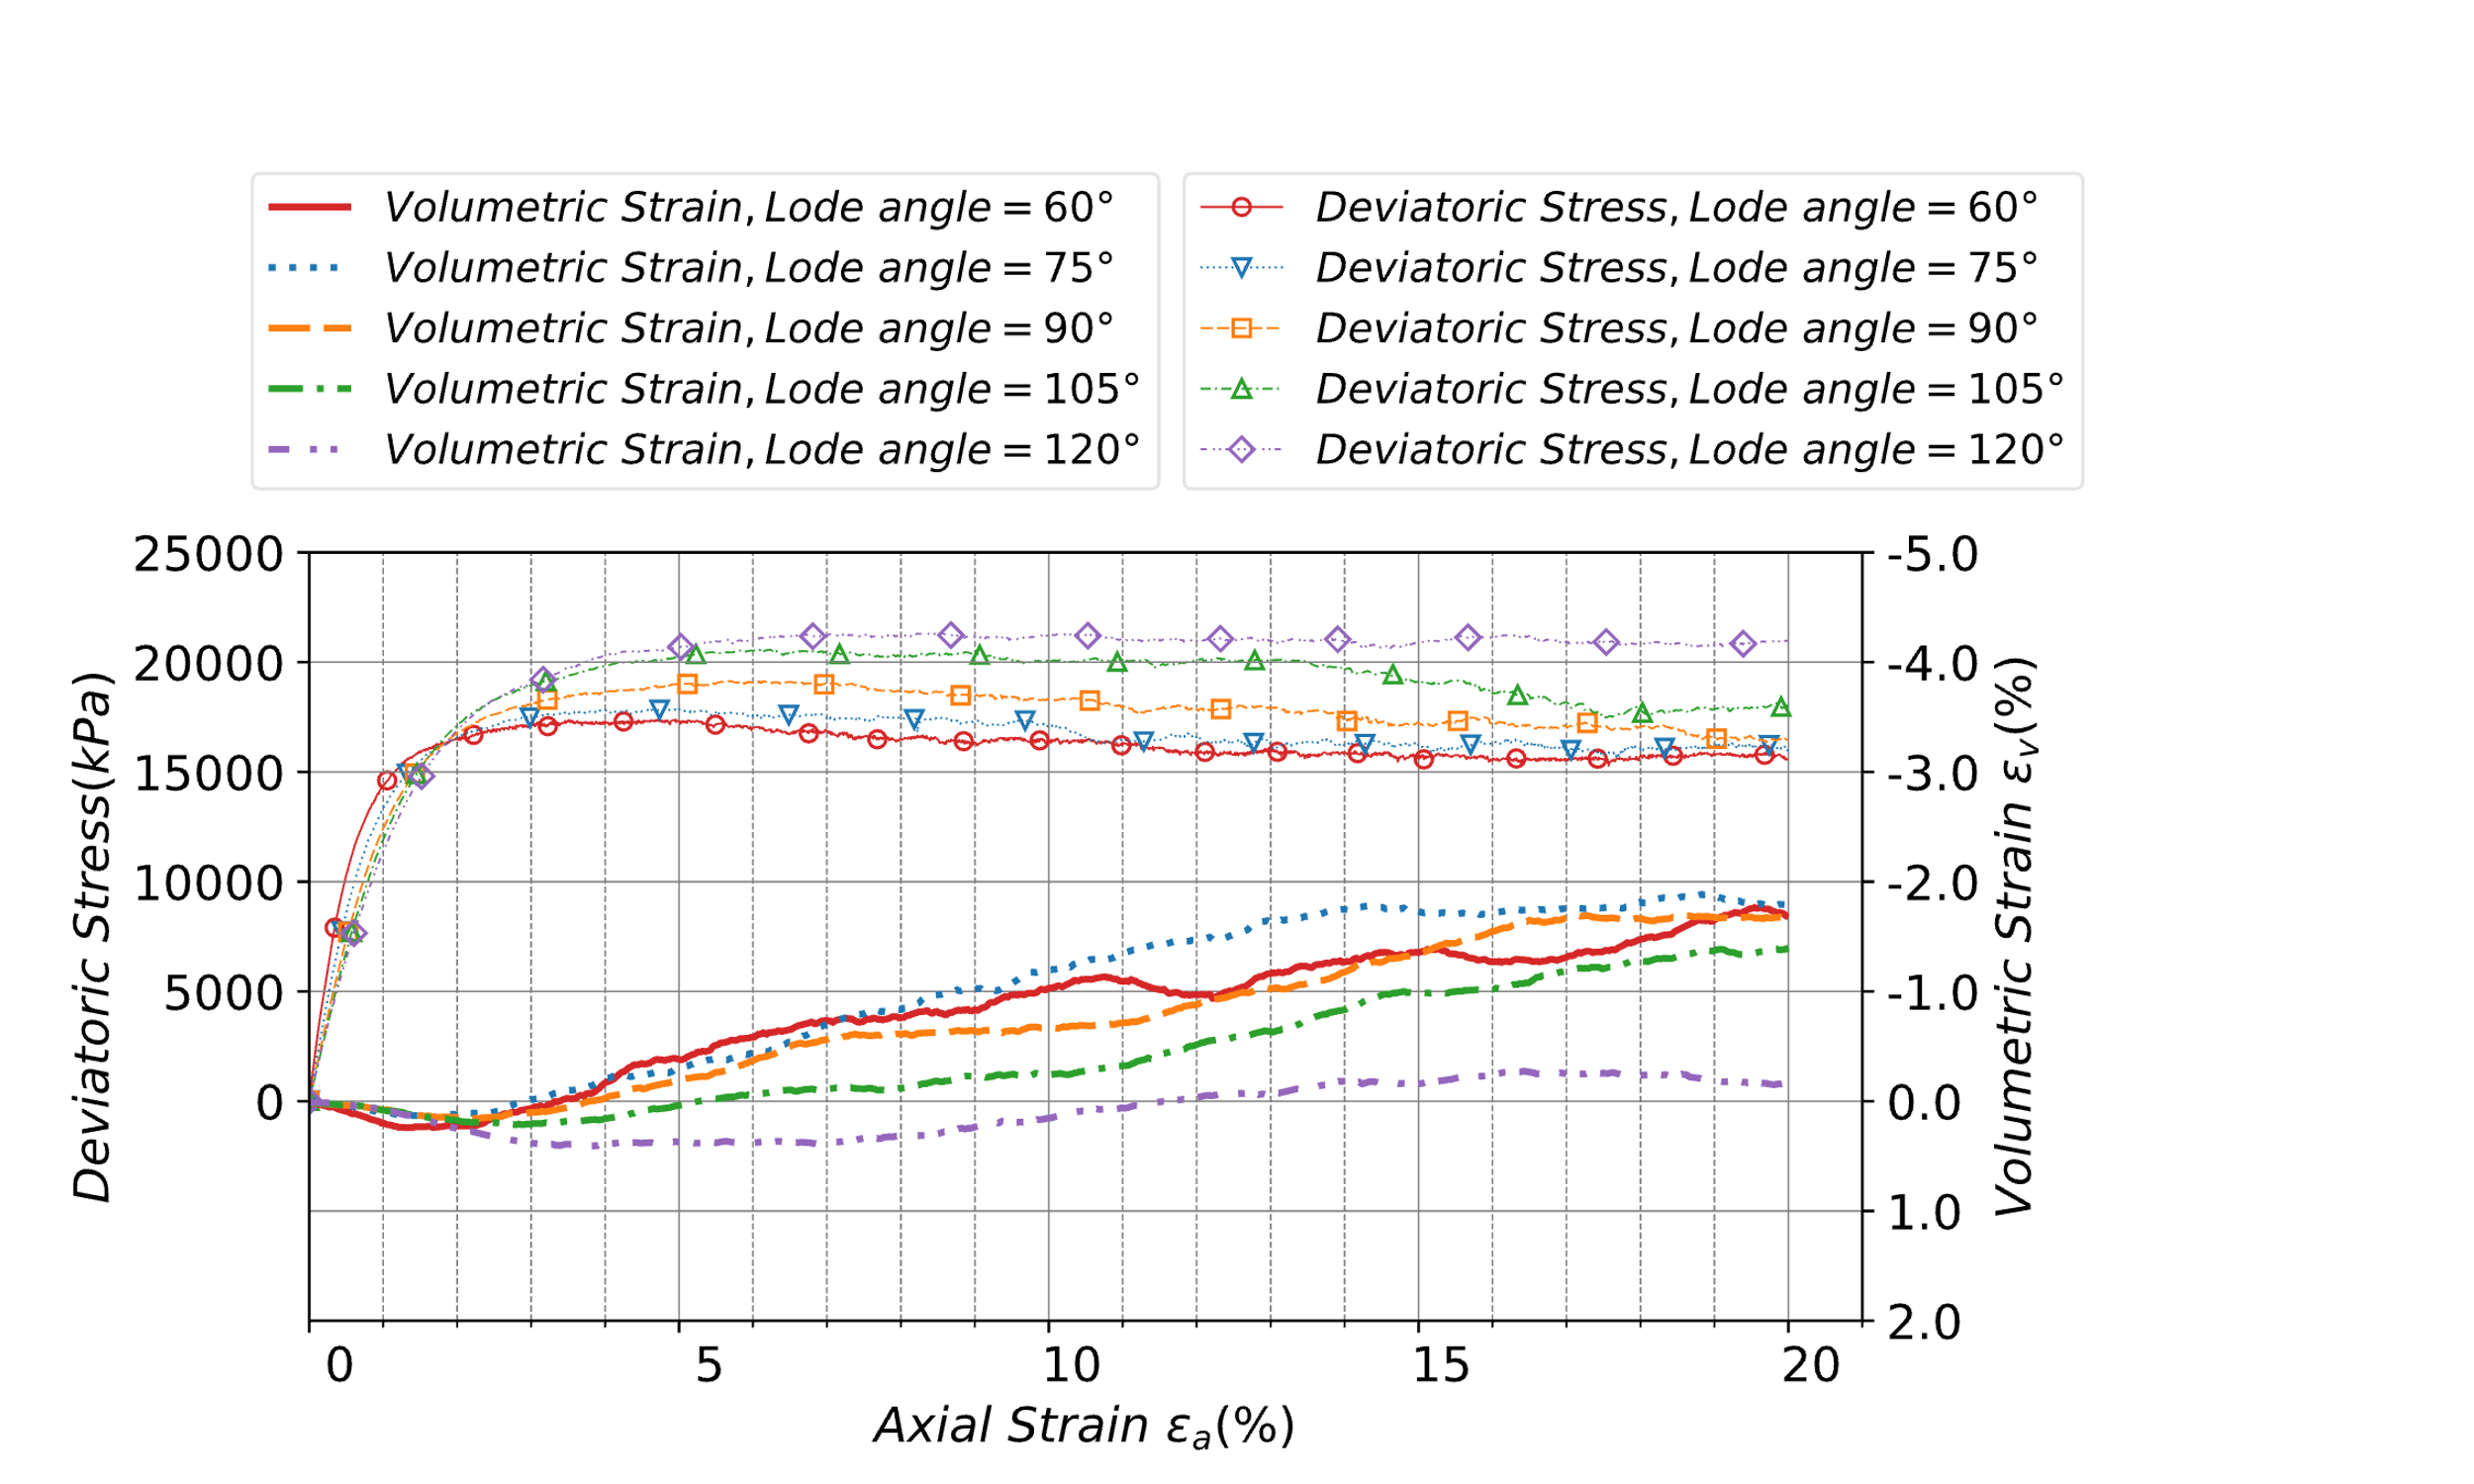 Volumetric Strain, Lode angle = 60°
Volumetric Strain, Lode angle = 75°
Volumetric Strain, Lode angle = 90°
Volumetric Strain, Lode angle = 105°
Volumetric Strain, Lode angle = 120°
Deviatoric Stress, Lode angle = 60°
Deviatoric Stress, Lode angle = 75°
Deviatoric Stress, Lode angle = 90°
Deviatoric Stress, Lode angle = 105°
Deviatoric Stress, Lode angle = 120°
Deviatoric Stress(kPa)
25000
20000
15000
10000
5000
0
-5.0
-4.0
-3.0
-2.0
-1.0
0.0
1.0
2.0
Volumetric Strain εv(%)
0 5 10 15 20
Axial Strain εa(%)